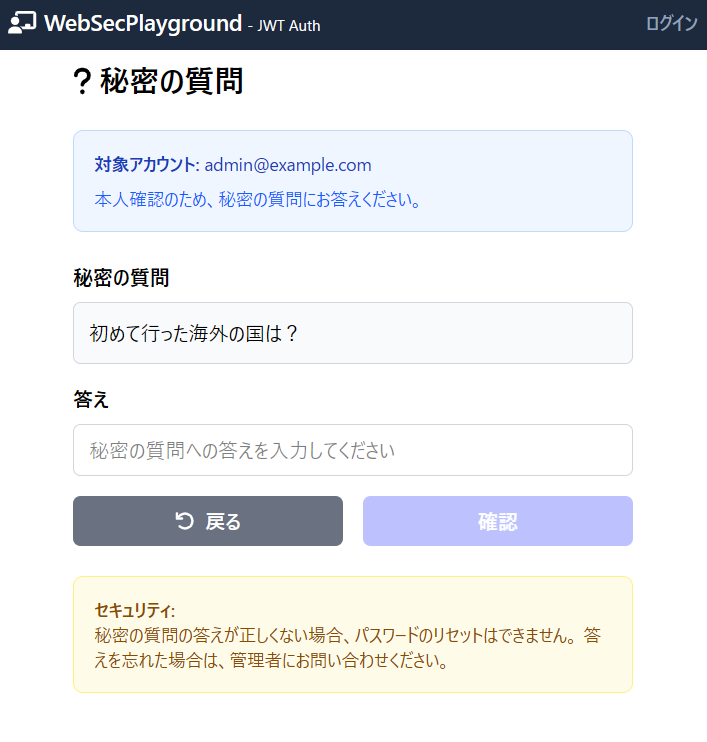 WebSecPlayground - JWT Auth ログイン
? 秘密の質問
対象アカウント: admin@example.com
本人確認のため、秘密の質問にお答えください。
秘密の質問
初めて行った海外の国は？
答え
秘密の質問への答えを入力してください
戻る 確認
セキュリティ:
秘密の質問の答えが正しくない場合、パスワードのリセットはできません。答
えを忘れた場合は、管理者にお問い合わせください。